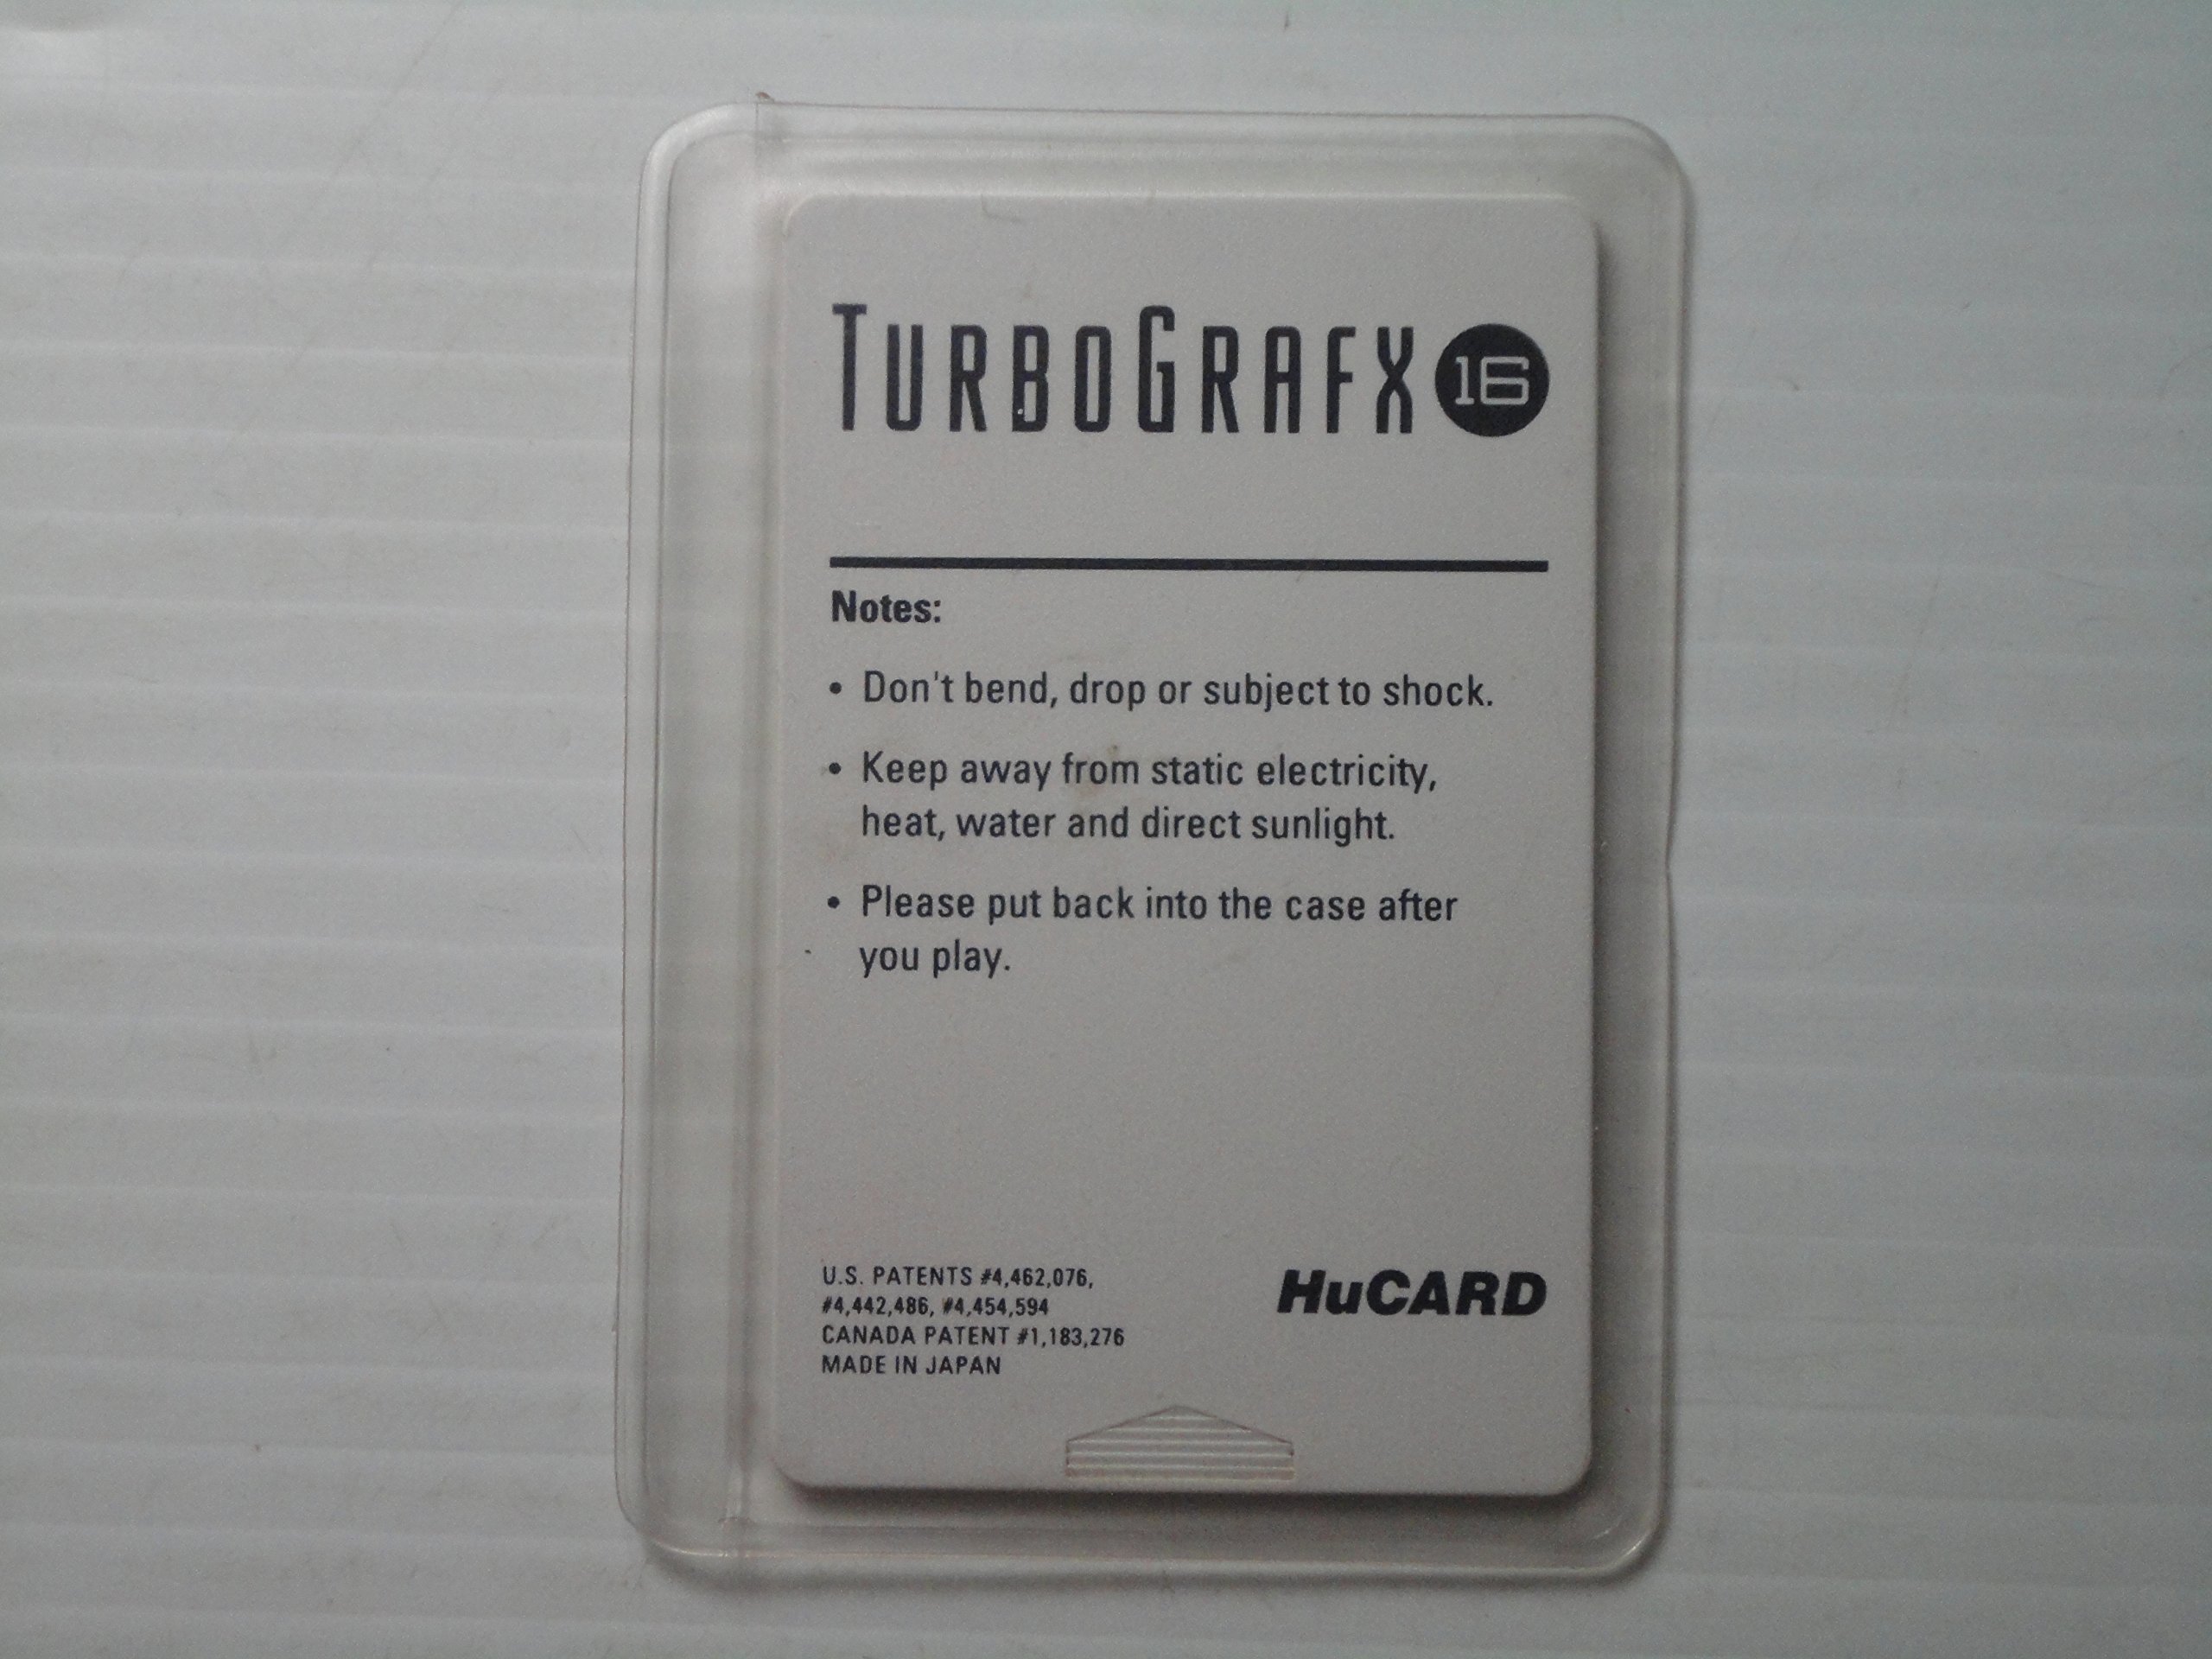 TURBOGRAFX 16
Notes:
• Don't bend, drop or subject to shock.
• Keep away from static electricity,
heat, water and direct sunlight.
• Please put back into the case after
you play.
U.S. PATENTS #4,462,076,
#4,442,486, #4,454,594
CANADA PATENT #1,183,276
MADE IN JAPAN
HuCARD